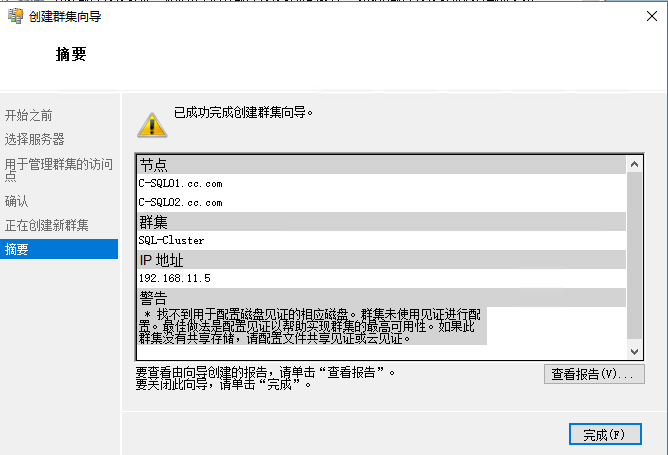 创建群集向导
摘要
开始之前
选择服务器
用于管理群集的访问
点
确认
正在创建新群集
摘要
已成功完成创建群集向导。
节点
C-SQL01.cc.com
C-SQL02.cc.com
群集
SQL-Cluster
IP 地址
192.168.11.5
警告
* 找不到用于配置磁盘见证的相应磁盘。群集未使用见证进行配
置。最佳做法是配置见证以帮助实现群集的最高可用性。如果此
群集没有共享存储，请配置文件共享见证或云见证。
要查看由向导创建的报告，请单击“查看报告”。
要关闭此向导，请单击“完成”。
查看报告(V)...
完成(F)